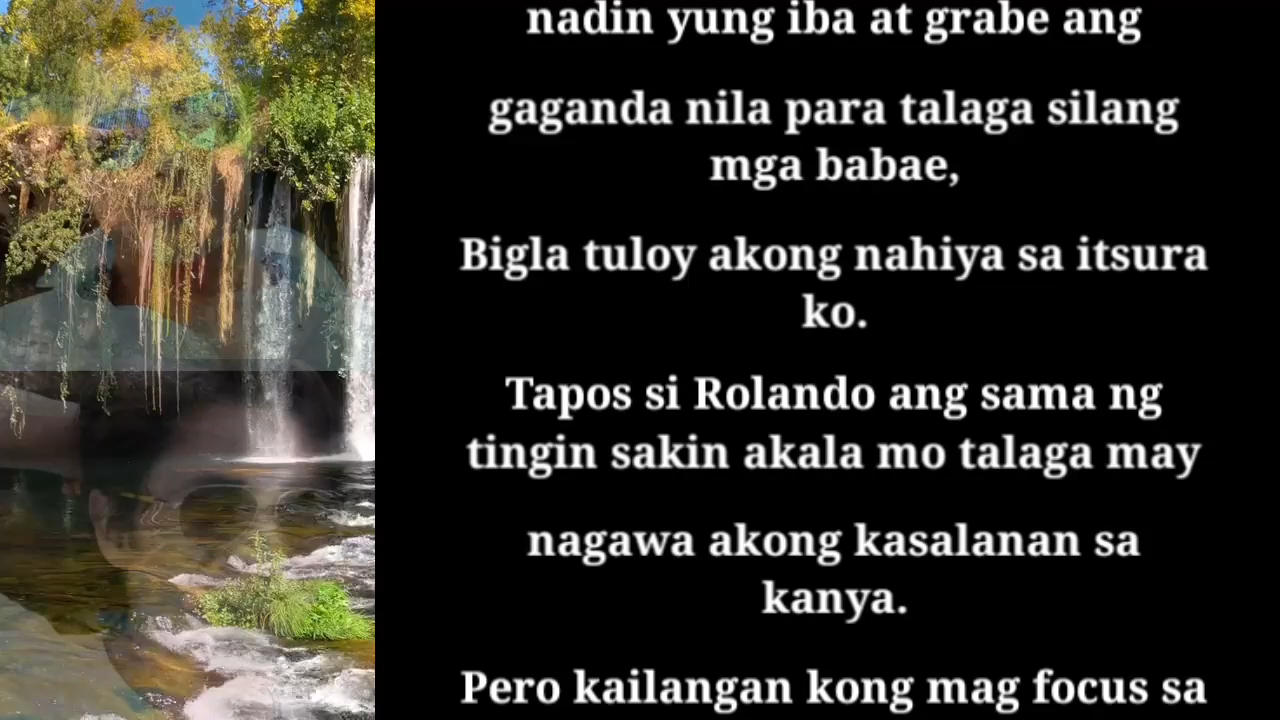 nadin yung iba at grabe ang
gaganda nila para talaga silang
mga babae,
Bigla tuloy akong nahiya sa itsura
ko.
Tapos si Rolando ang sama ng
tingin sakin akala mo talaga may
nagawa akong kasalanan sa
kanya.
Pero kailangan kong mag focus sa